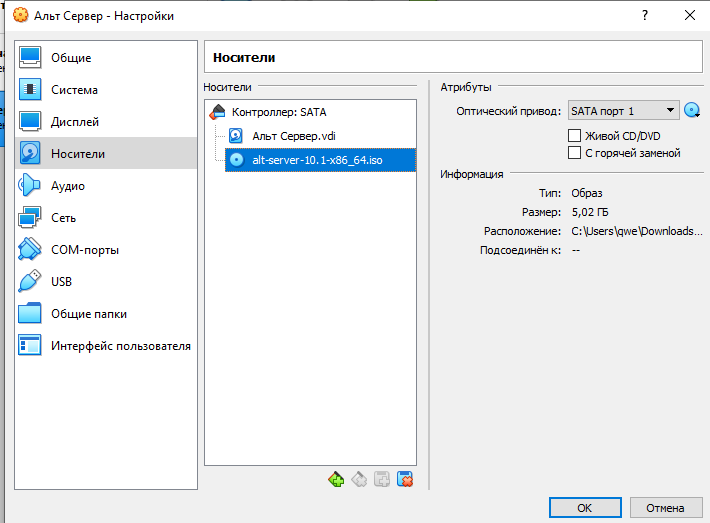 Альт Сервер - Настройки
?
Общие
Система
Дисплей
Носители
Аудио
Сеть
COM-порты
USB
Общие папки
Интерфейс пользователя
Носители
Носители
Контроллер: SATA
Альт Сервер.vdi
alt-server-10.1-x86_64.iso
Атрибуты
Оптический привод: SATA порт 1
Живой CD/DVD
С горячей заменой
Информация
Тип: Образ
Размер: 5,02 ГБ
Расположение: C:\Users\qwe\Downloads...
Подсоединён к: --
OK
Отмена